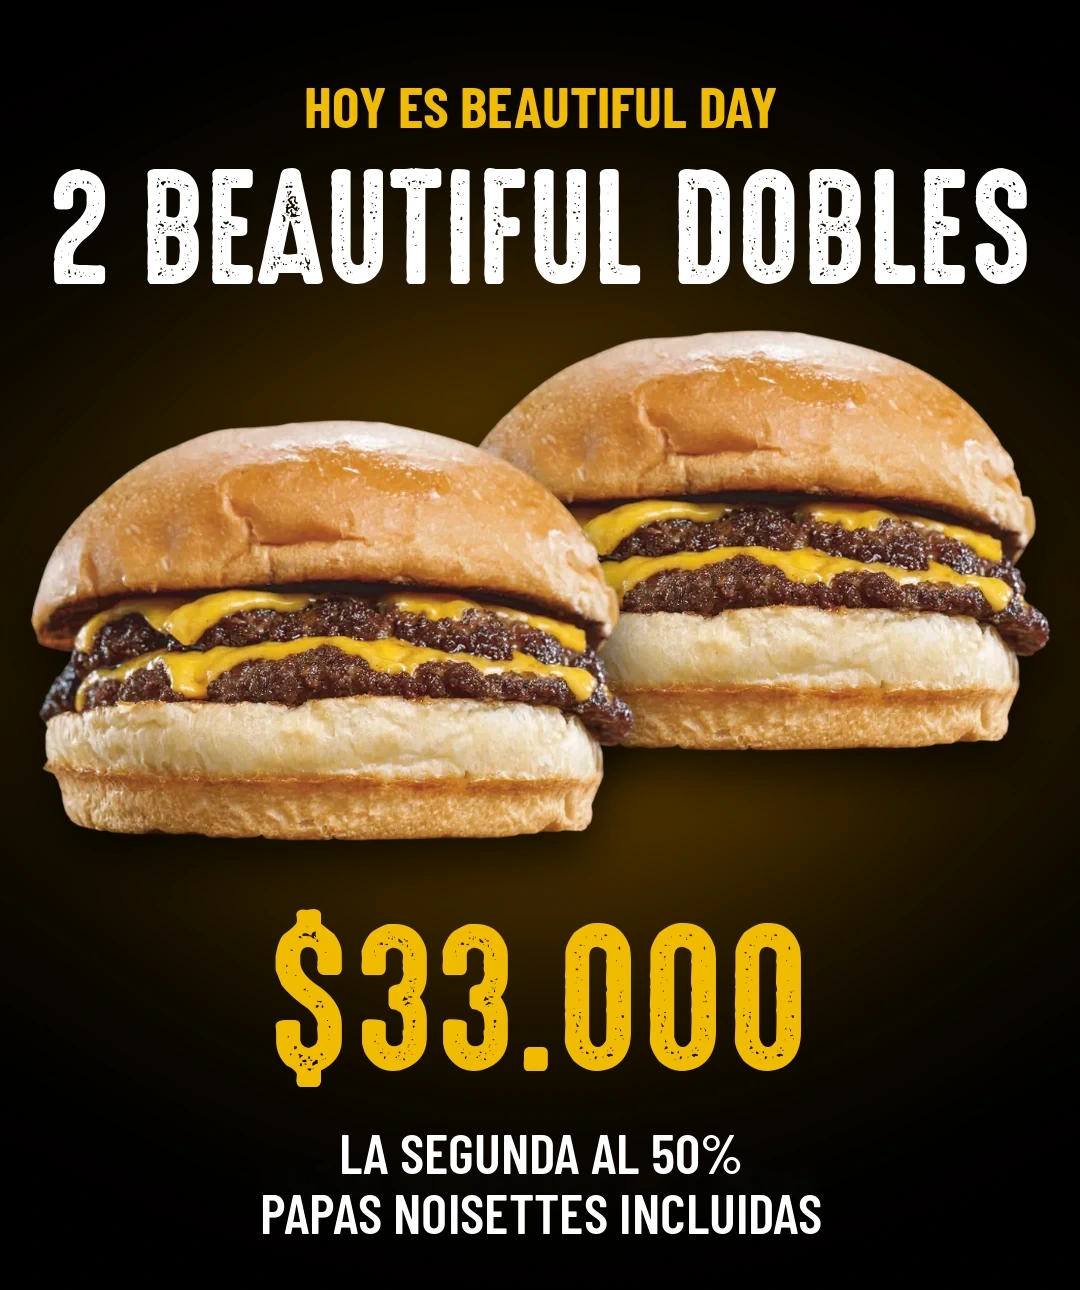 HOY ES BEAUTIFUL DAY
2 BEAUTIFUL DOBLES
$33.000
LA SEGUNDA AL 50%
PAPAS NOISETTES INCLUIDAS